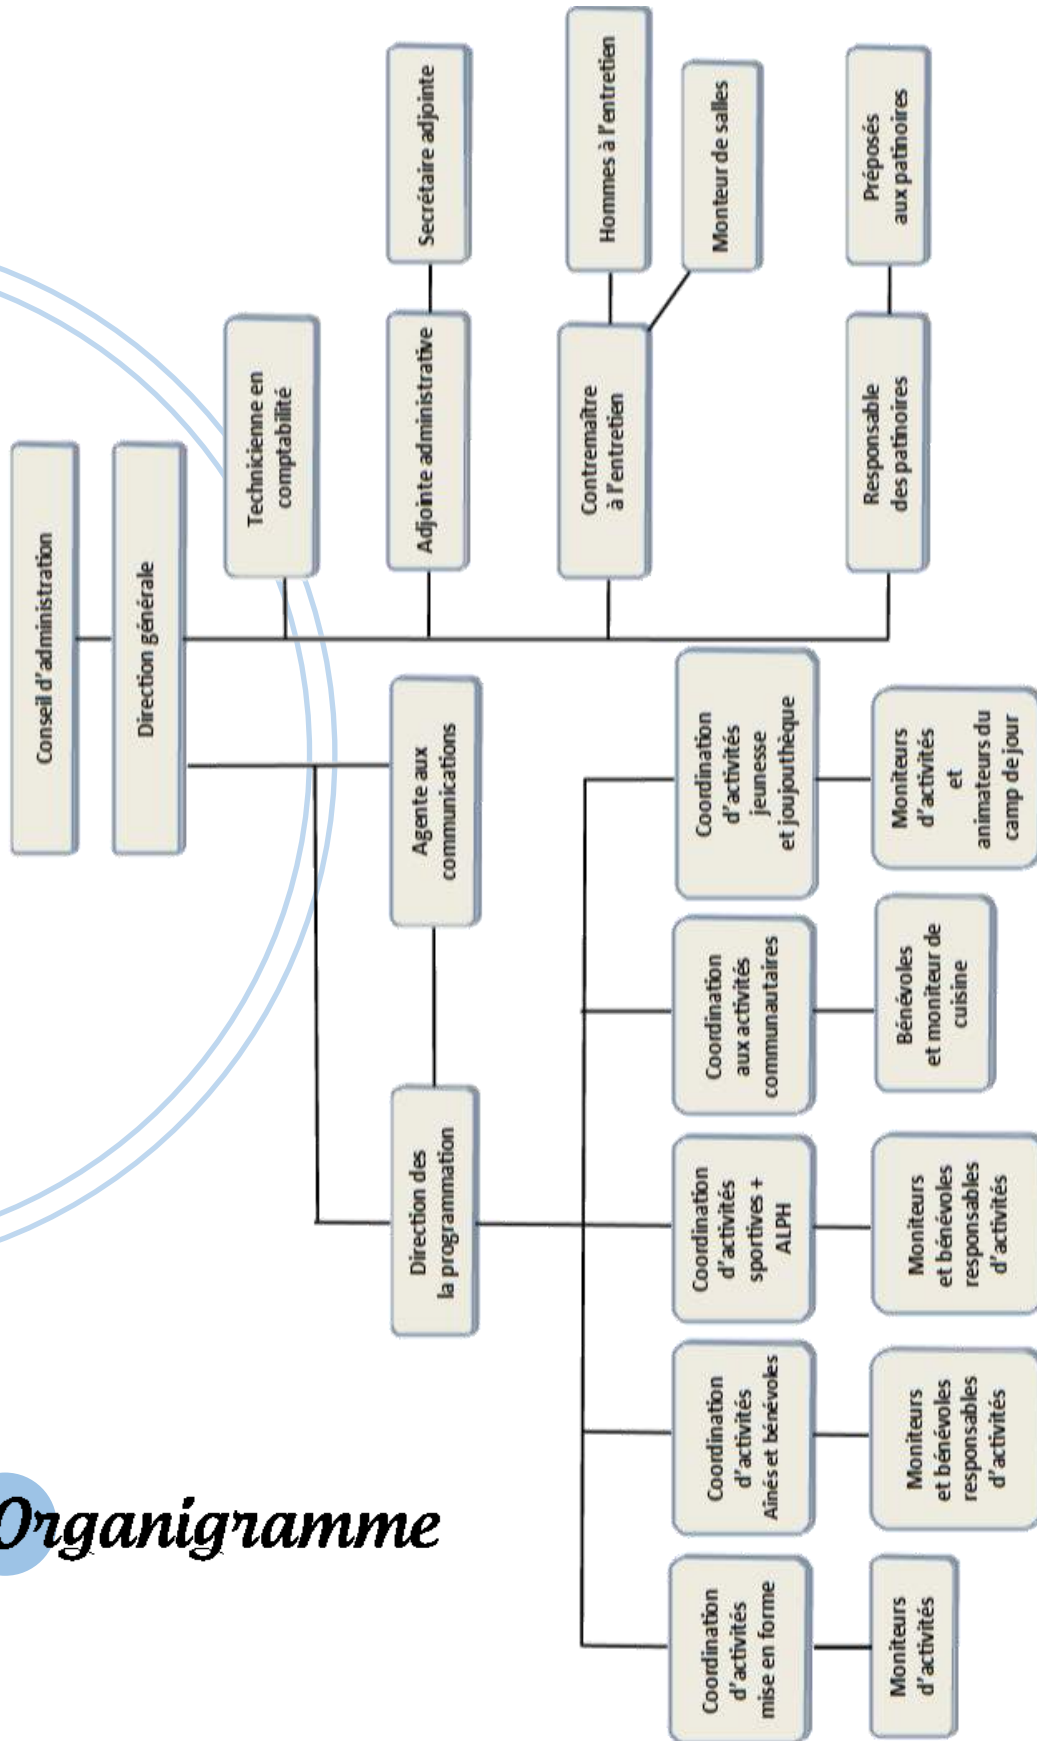 Organigramme
Conseil d'administration
Direction générale
Technicienne en
comptabilité
Adjointe administrative
Secrétaire adjointe
Contremaître
à l'entretien
Hommes à l'entretien
Monteur de salles
Responsable
des patinoires
Préposés
aux patinoires
Agente aux
communications
Direction des
la programmation
Coordination
d'activités
mise en forme
Coordination
d'activités
Aînés et bénévoles
Coordination
d'activités
sportives +
ALPH
Coordination
aux activités
communautaires
Coordination
d'activités
jeunesse
et joujouthèque
Moniteurs
d'activités
Moniteurs
et bénévoles
responsables
d'activités
Moniteurs
et bénévoles
responsables
d'activités
Bénévoles
et moniteur de
cuisine
Moniteurs
d'activités
et
animateurs du
camp de jour